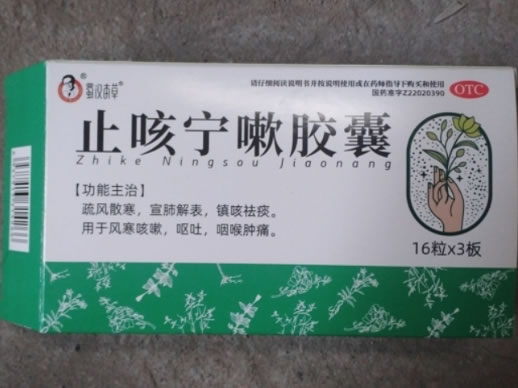 蜀汉本草®
请仔细阅读说明书并按说明使用或在药师指导下购买和使用
国药准字Z22020390
OTC
止咳宁嗽胶囊
Zhike Ningsou Jiaonang
【功能主治】
疏风散寒，宣肺解表，镇咳祛痰。
用于风寒咳嗽，呕吐，咽喉肿痛。
16粒x3板